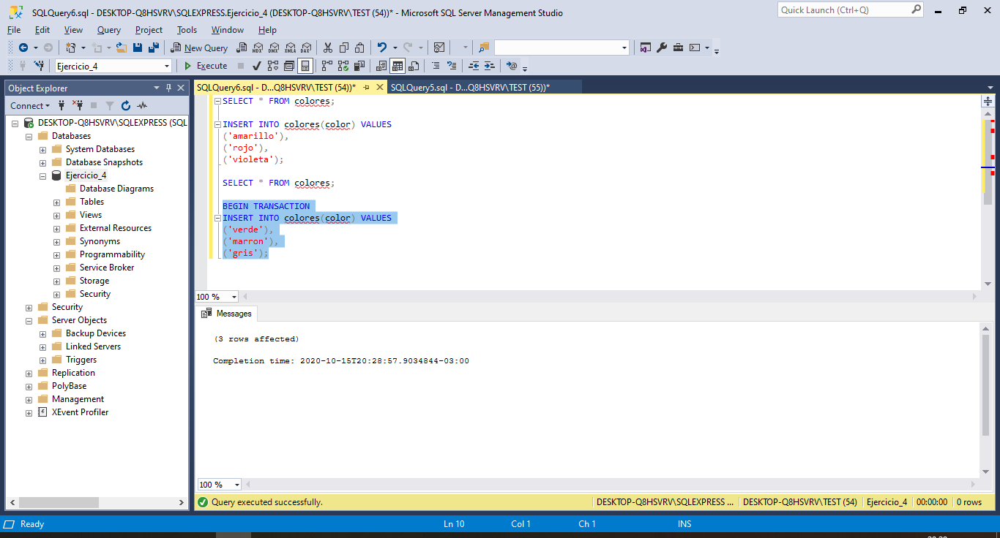 SQLQuery6.sql - DESKTOP-Q8HSVRV\SQLEXPRESS.Ejercicio_4 (DESKTOP-Q8HSVRV\TEST (54))* - Microsoft SQL Server Management Studio
Quick Launch (Ctrl+Q)
File Edit View Query Project Tools Window Help
New Query MDX DMX XMLA DAX
Ejercicio_4 Execute
Object Explorer
SQLQuery6.sql - D...Q8HSVRV\TEST (54))* SQLQuery5.sql - D...Q8HSVRV\TEST (55))*
Connect
DESKTOP-Q8HSVRV\SQLEXPRESS (SQL
Databases
System Databases
Database Snapshots
Ejercicio_4
Database Diagrams
Tables
Views
External Resources
Synonyms
Programmability
Service Broker
Storage
Security
Security
Server Objects
Backup Devices
Linked Servers
Triggers
Replication
PolyBase
Management
XEvent Profiler
SELECT * FROM colores;
INSERT INTO colores(color) VALUES
('amarillo'),
('rojo'),
('violeta');
SELECT * FROM colores;
BEGIN TRANSACTION
INSERT INTO colores(color) VALUES
('verde'),
('marron'),
('gris');
100 %
Messages
(3 rows affected)
Completion time: 2020-10-15T20:28:57.9034844-03:00
100 %
Query executed successfully. DESKTOP-Q8HSVRV\SQLEXPRESS ... DESKTOP-Q8HSVRV\TEST (54) Ejercicio_4 00:00:00 0 rows
Ready Ln 10 Col 1 Ch 1 INS